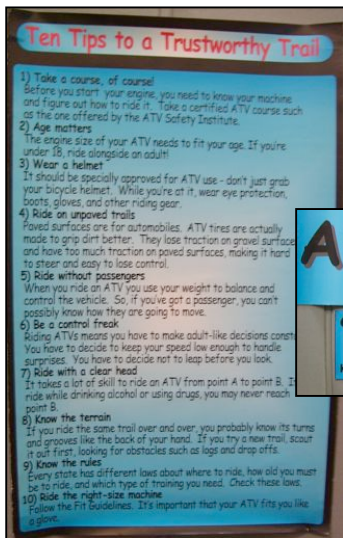 Ten Tips to a Trustworthy Trail
1) Take a course, of course!
Before you start your engine, you need to know your machine
and figure out how to ride it. Take a certified ATV course such
as the one offered by the ATV Safety Institute.
2) Age matters
The engine size of your ATV needs to fit your age. If you're
under 18, ride alongside an adult!
3) Wear a helmet
It should be specially approved for ATV use - don't just grab
your bicycle helmet. While you're at it, wear eye protection,
boots, gloves, and other riding gear.
4) Ride on unpaved trails
Paved surfaces are for automobiles. ATV tires are actually
made to grip dirt better. They lose traction on gravel surface
and have too much traction on paved surfaces, making it hard
to steer and easy to lose control.
A
5) Ride without passengers
When you ride an ATV you use your weight to balance and
control the vehicle. So, if you've got a passenger, you can't
possibly know how they are going to move.
6) Be a control freak
Riding ATVs means you have to make adult-like decisions const
You have to decide to keep your speed low enough to handle
surprises. You have to decide not to leap before you look.
7) Ride with a clear head
It takes a lot of skill to ride an ATV from point A to point B. I
ride while drinking alcohol or using drugs, you may never reach
point B.
8) Know the terrain
If you ride the same trail over and over, you probably know its turns
and grooves like the back of your hand. If you try a new trail, scout
it out first, looking for obstacles such as logs and drop offs.
9) Know the rules
Every state has different laws about where to ride, how old you must
be to ride, and which type of training you need. Check these laws.
10) Ride the right-size machine
Follow the Fit Guidelines. It's important that your ATV fits you like
a glove.